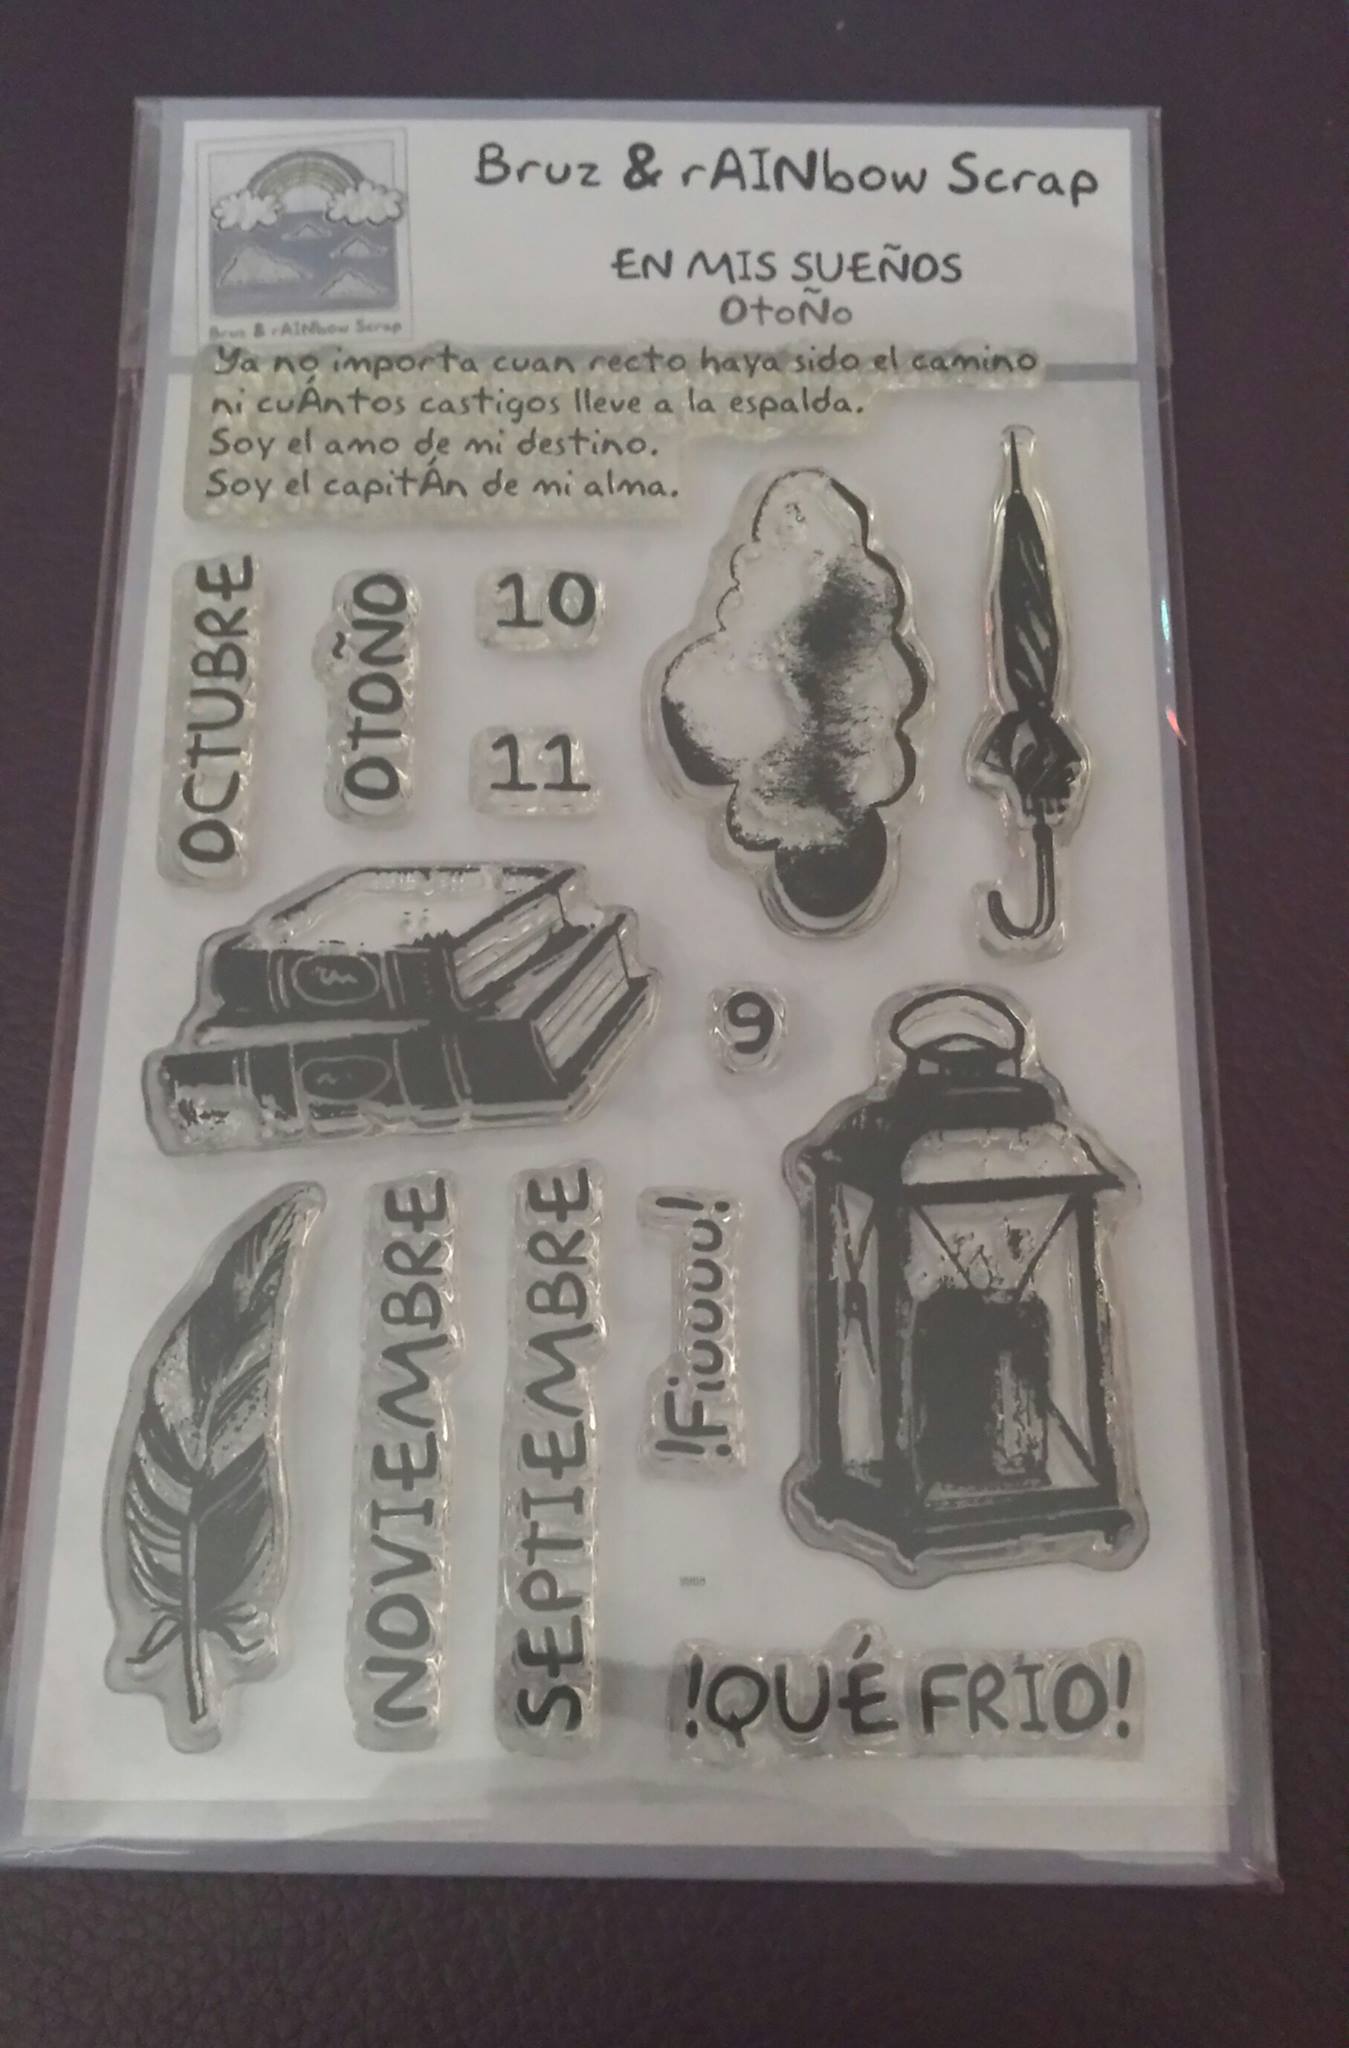 Bruz & rAINbow Scrap
EN MIS SUEÑOS
OtoÑo
Bruz & rAINbow Scrap
Ya no importa cuan recto haya sido el camino
ni cuÁntos castigos lleve a la espalda.
Soy el amo de mi destino.
Soy el capitÁn de mi alma.
OCTUBRE
OTOÑO
10
11
9
NOVIEMBRE
SEPTIEMBRE
!Fiuuuu!
!QUÉ FRIO!